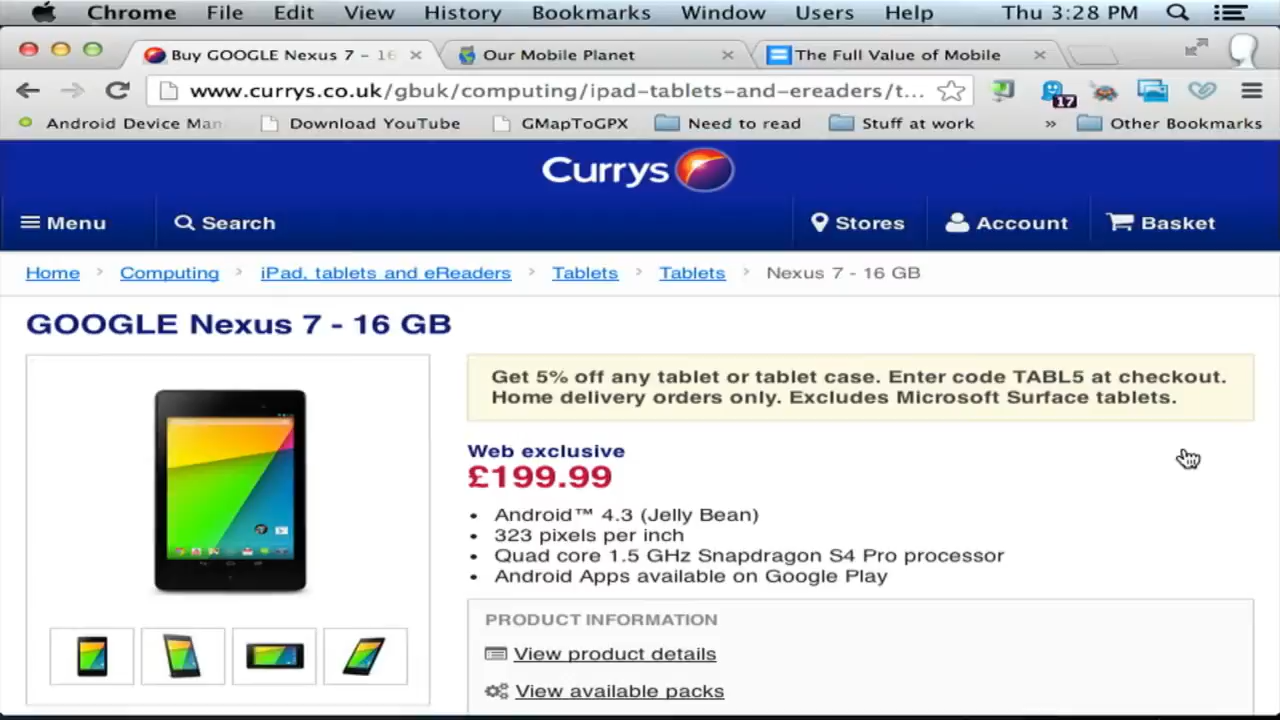 Chrome File Edit View History Bookmarks Window Users Help Thu 3:28 PM
Buy GOOGLE Nexus 7 – 16 Our Mobile Planet The Full Value of Mobile
www.currys.co.uk/gbuk/computing/ipad-tablets-and-ereaders/t... 17
Android Device Man Download YouTube GMapToGPX Need to read Stuff at work » Other Bookmarks
Currys
Menu Search Stores Account Basket
Home › Computing › iPad, tablets and eReaders › Tablets › Tablets › Nexus 7 - 16 GB
GOOGLE Nexus 7 - 16 GB
Get 5% off any tablet or tablet case. Enter code TABL5 at checkout.
Home delivery orders only. Excludes Microsoft Surface tablets.
Web exclusive
£199.99
• Android™ 4.3 (Jelly Bean)
• 323 pixels per inch
• Quad core 1.5 GHz Snapdragon S4 Pro processor
• Android Apps available on Google Play
PRODUCT INFORMATION
View product details
View available packs